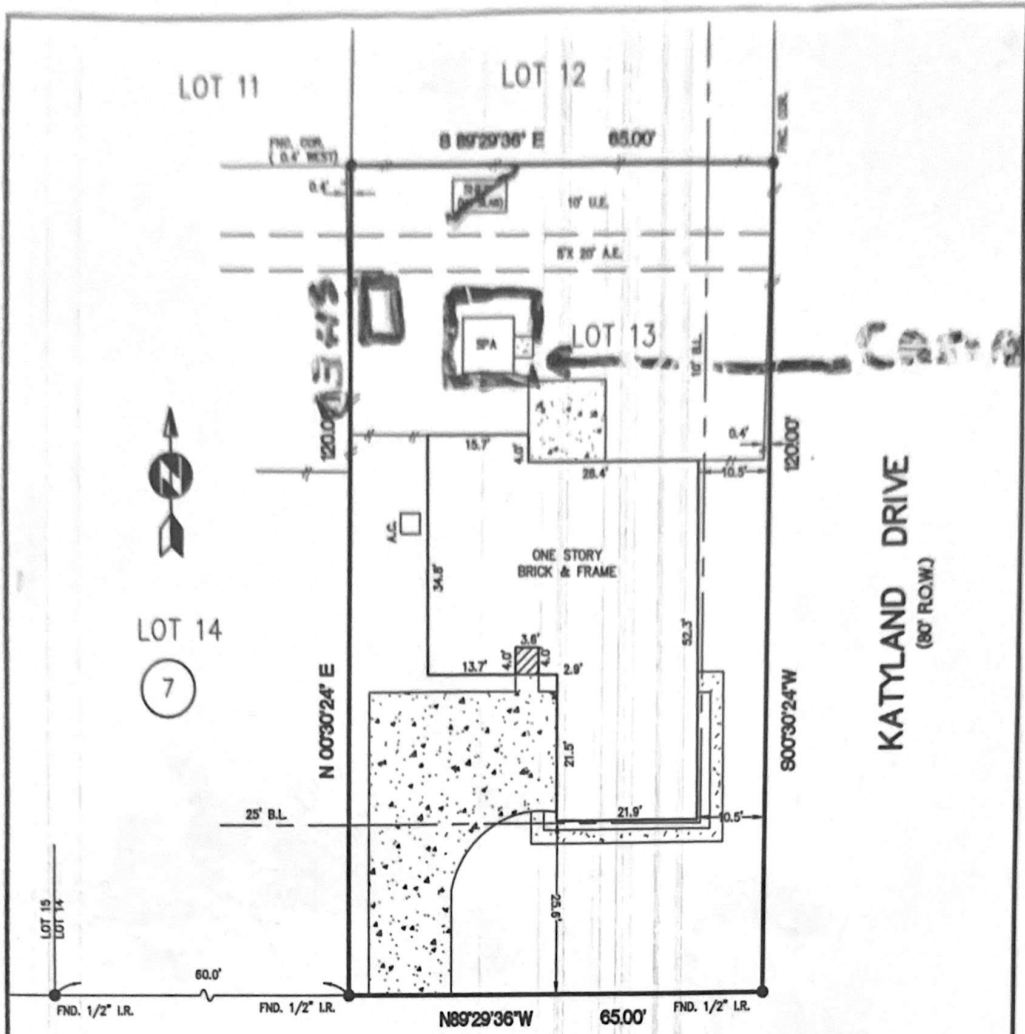 LOT 11
LOT 12
S 89°29'36" E 65.00'
FND. COR.
( 0.4' WEST)
FNC. COR.
0.4'
10' U.E.
5'X 20' A.E.
SPA
LOT 13
10' B.L.
120.00'
15.7'
4.0'
28.4'
0.4'
10.5'
120.00'
A.C.
34.8'
ONE STORY
BRICK & FRAME
52.3'
KATYLAND DRIVE
(80' R.O.W.)
LOT 14
7
3.6'
4.0'
4.0'
13.7'
2.9'
N 00°30'24" E
21.5'
S00°30'24"W
25' B.L.
21.9'
10.5'
25.6'
LOT 15
LOT 14
60.0'
FND. 1/2" I.R.
FND. 1/2" I.R.
FND. 1/2" I.R.
N89°29'36"W 65.00'